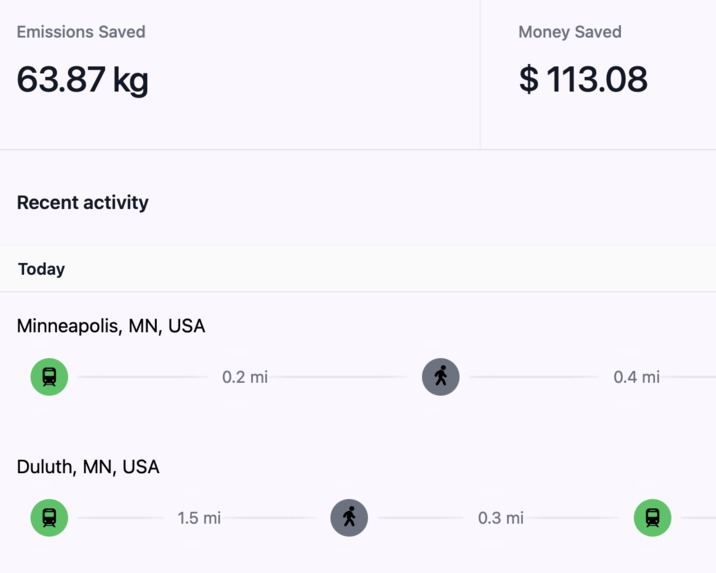 Emissions Saved
63.87 kg
Money Saved
$ 113.08
Recent activity
Today
Minneapolis, MN, USA
0.2 mi
0.4 mi
Duluth, MN, USA
1.5 mi
0.3 mi